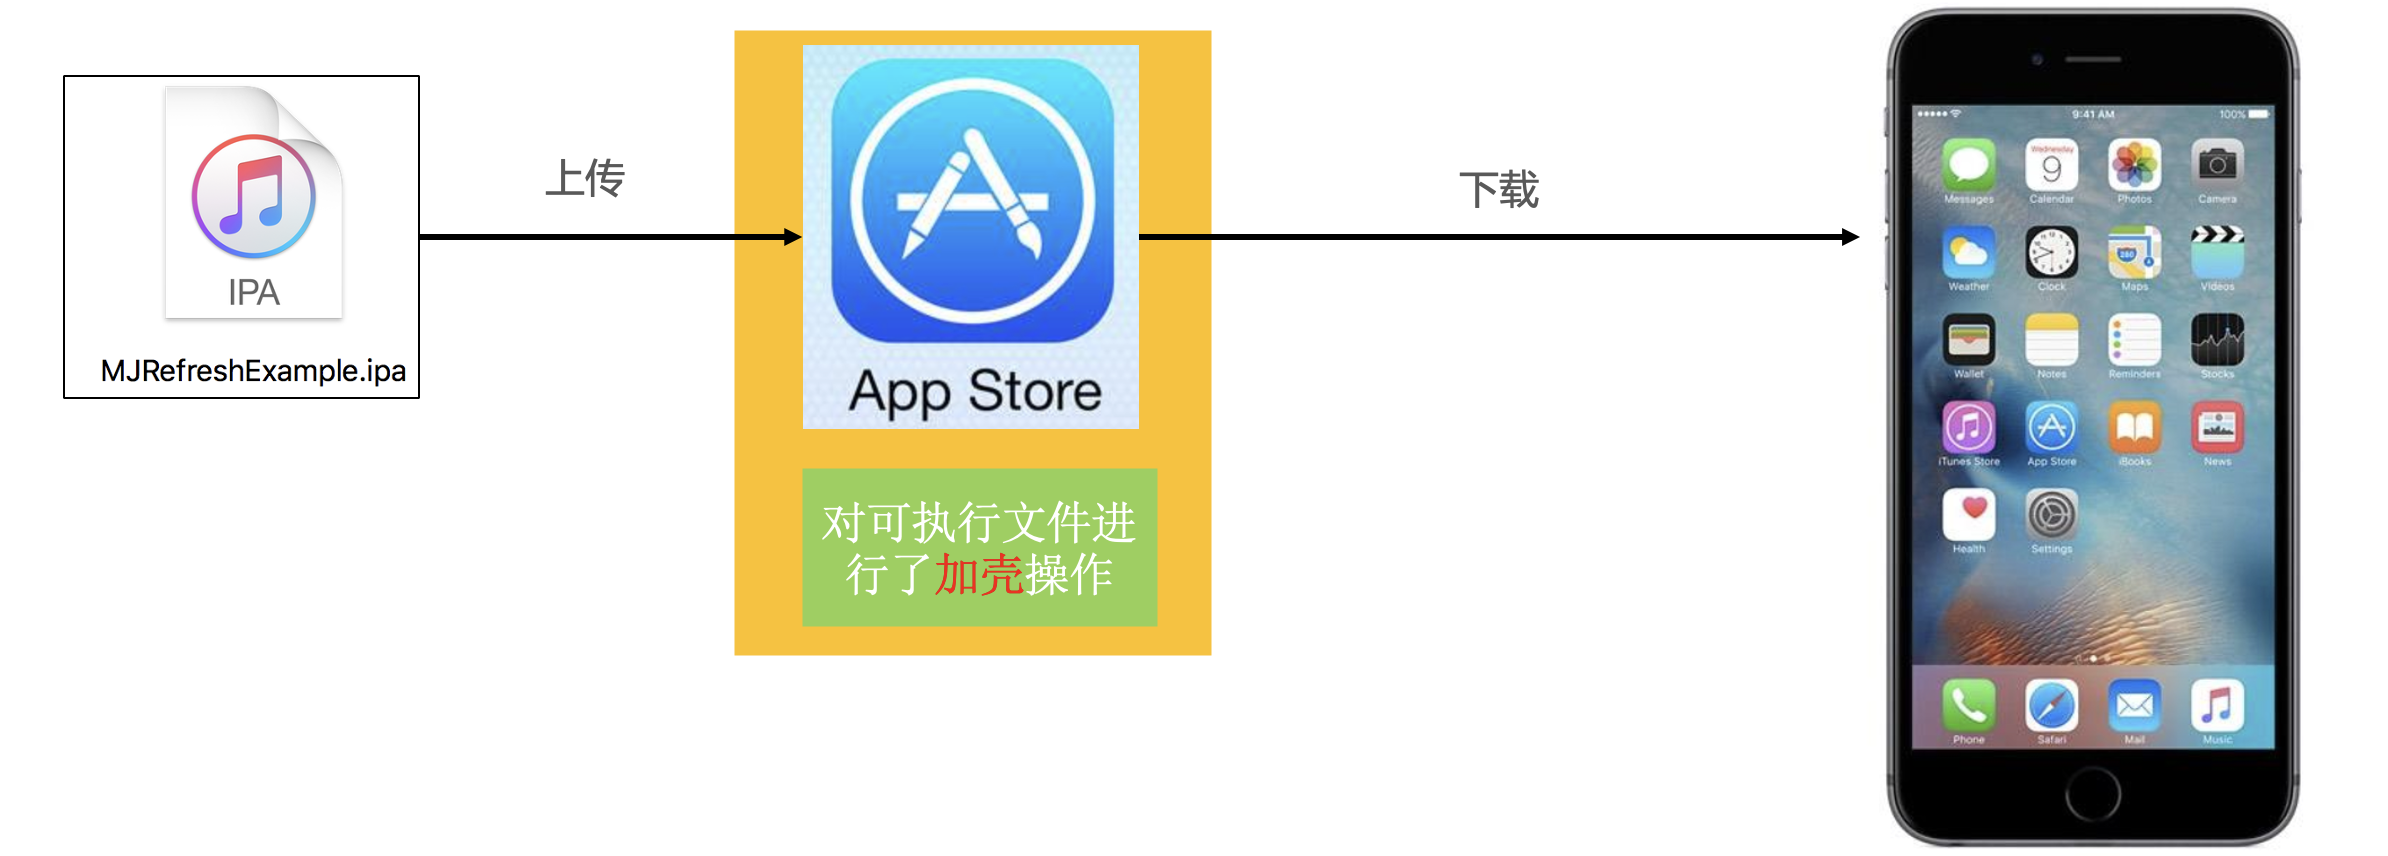 IPA
MJRefreshExample.ipa
上传
App Store
对可执行文件进
行了加壳操作
下载
9:41 AM
100%
Wednesday
9
Messages
Calendar
Photos
Camera
280
Weather
Clock
Maps
Videos
Wallet
Notes
Reminders
Stocks
iTunes Store
App Store
iBooks
News
Health
Settings
Phone
Safari
Mail
Music